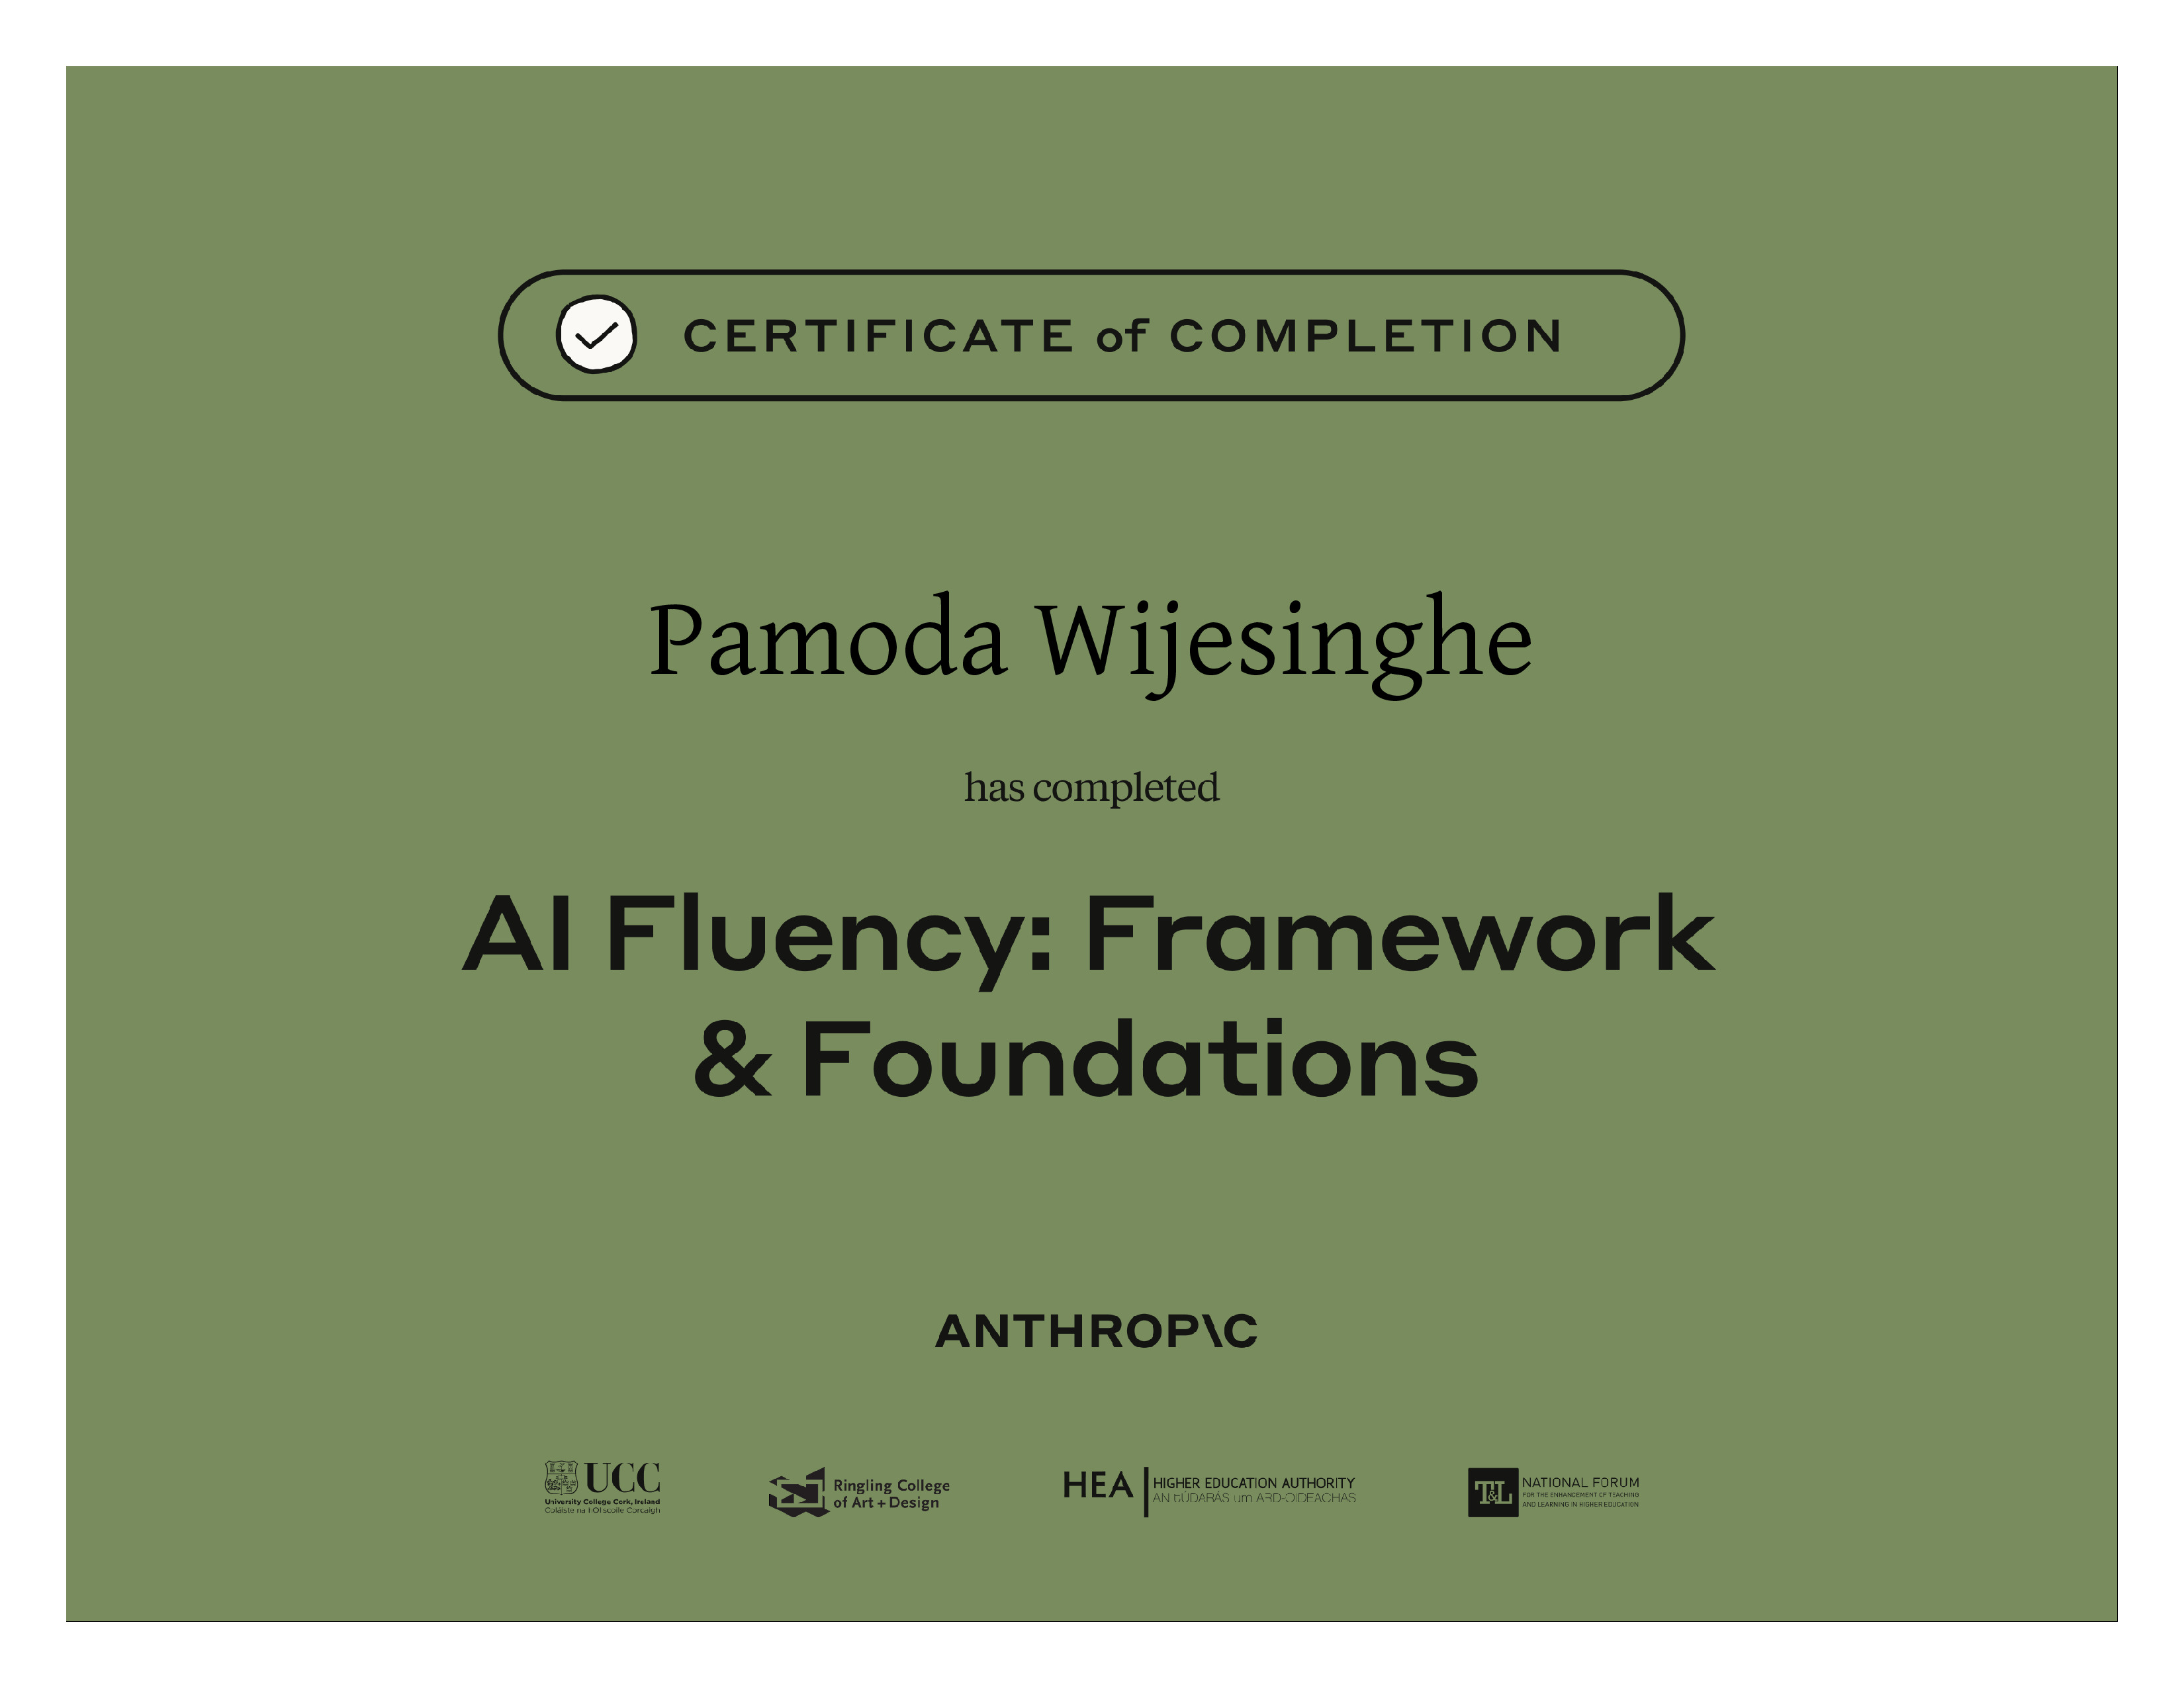 CERTIFICATE of COMPLETION
Pamoda Wijesinghe
has completed
AI Fluency: Framework
& Foundations
ANTHROP\C
UCC
University College Cork, Ireland
Coláiste na hOllscoile Corcaigh
Ringling College
of Art + Design
HEA
HIGHER EDUCATION AUTHORITY
AN tÚDARÁS um ARD-OIDEACHAS
T&L
NATIONAL FORUM
FOR THE ENHANCEMENT OF TEACHING
AND LEARNING IN HIGHER EDUCATION